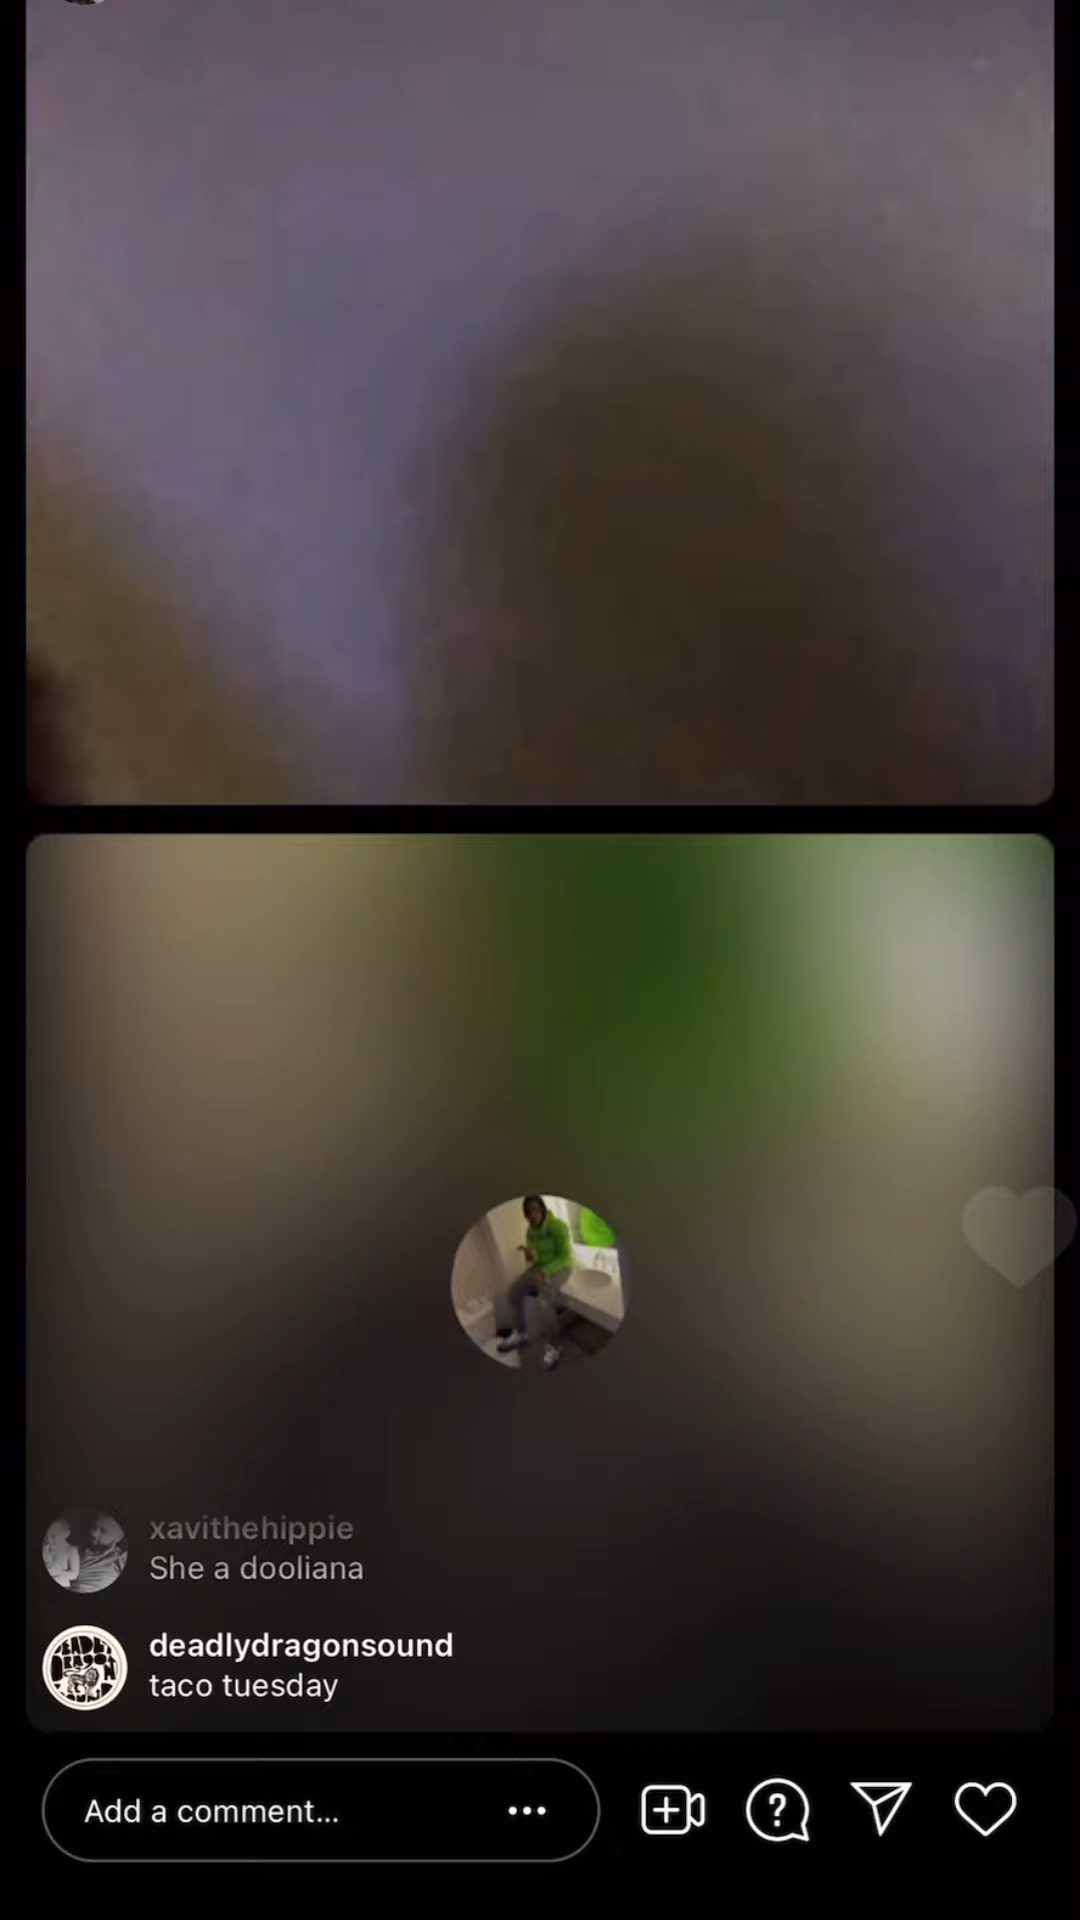 xavithehippie
She a dooliana
deadlydragonsound
taco tuesday
Add a comment...